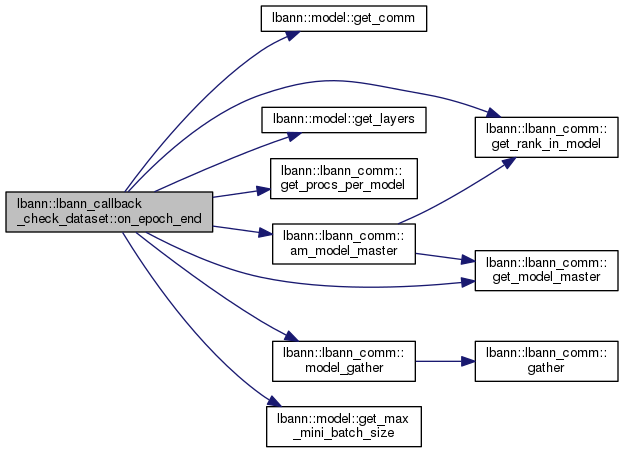 lbann::model::get_comm
lbann::model::get_layers
lbann::lbann_comm::
get_rank_in_model
lbann::lbann_comm::
get_procs_per_model
lbann::lbann_callback
_check_dataset::on_epoch_end
lbann::lbann_comm::
am_model_master
lbann::lbann_comm::
get_model_master
lbann::lbann_comm::
model_gather
lbann::lbann_comm::
gather
lbann::model::get_max
_mini_batch_size